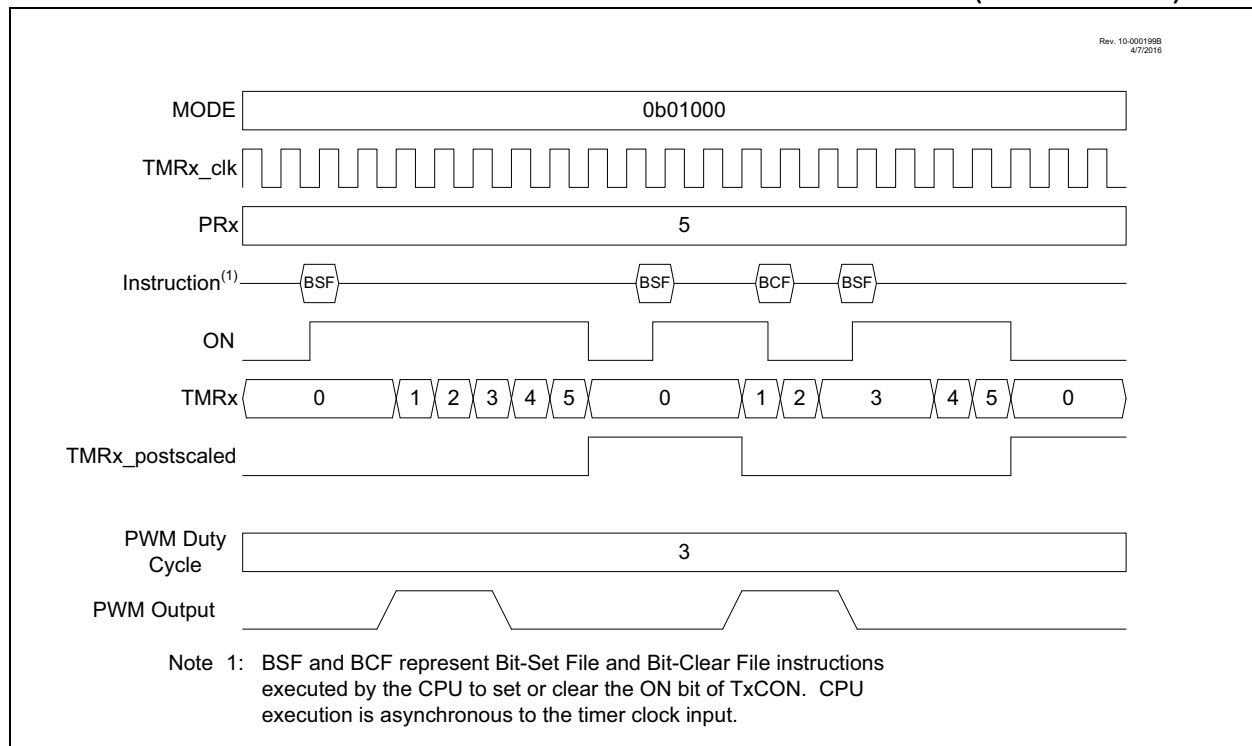 Rev. 10-000199B
4/7/2016
MODE 0b01000
TMRx_clk
PRx 5
Instruction(1) BSF BSF BCF BSF
ON
TMRx 0 1 2 3 4 5 0 1 2 3 4 5 0
TMRx_postscaled
PWM Duty
Cycle 3
PWM Output
Note 1: BSF and BCF represent Bit-Set File and Bit-Clear File instructions
executed by the CPU to set or clear the ON bit of TxCON. CPU
execution is asynchronous to the timer clock input.